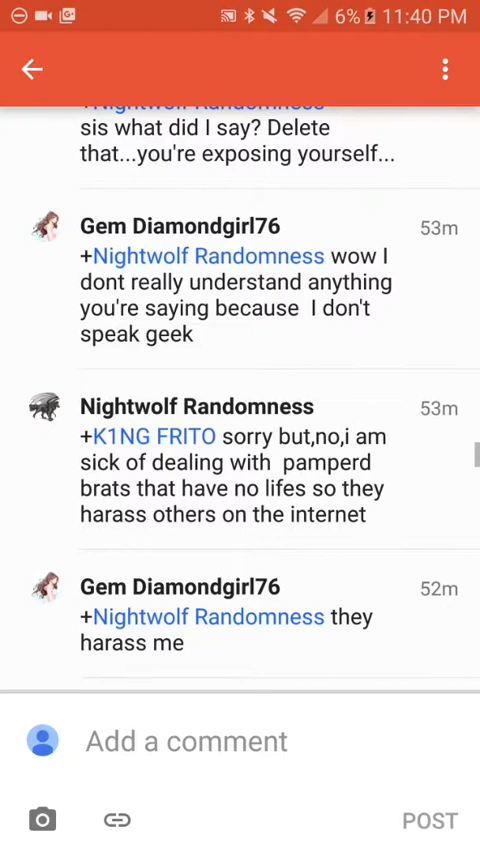 6% 11:40 PM
+Nightwolf Randomness
sis what did I say? Delete
that...you're exposing yourself...
Gem Diamondgirl76 53m
+Nightwolf Randomness wow I
dont really understand anything
you're saying because  I don't
speak geek
Nightwolf Randomness 53m
+K1NG FRITO sorry but,no,i am
sick of dealing with  pamperd
brats that have no lifes so they
harass others on the internet
Gem Diamondgirl76 52m
+Nightwolf Randomness they
harass me
Add a comment
POST